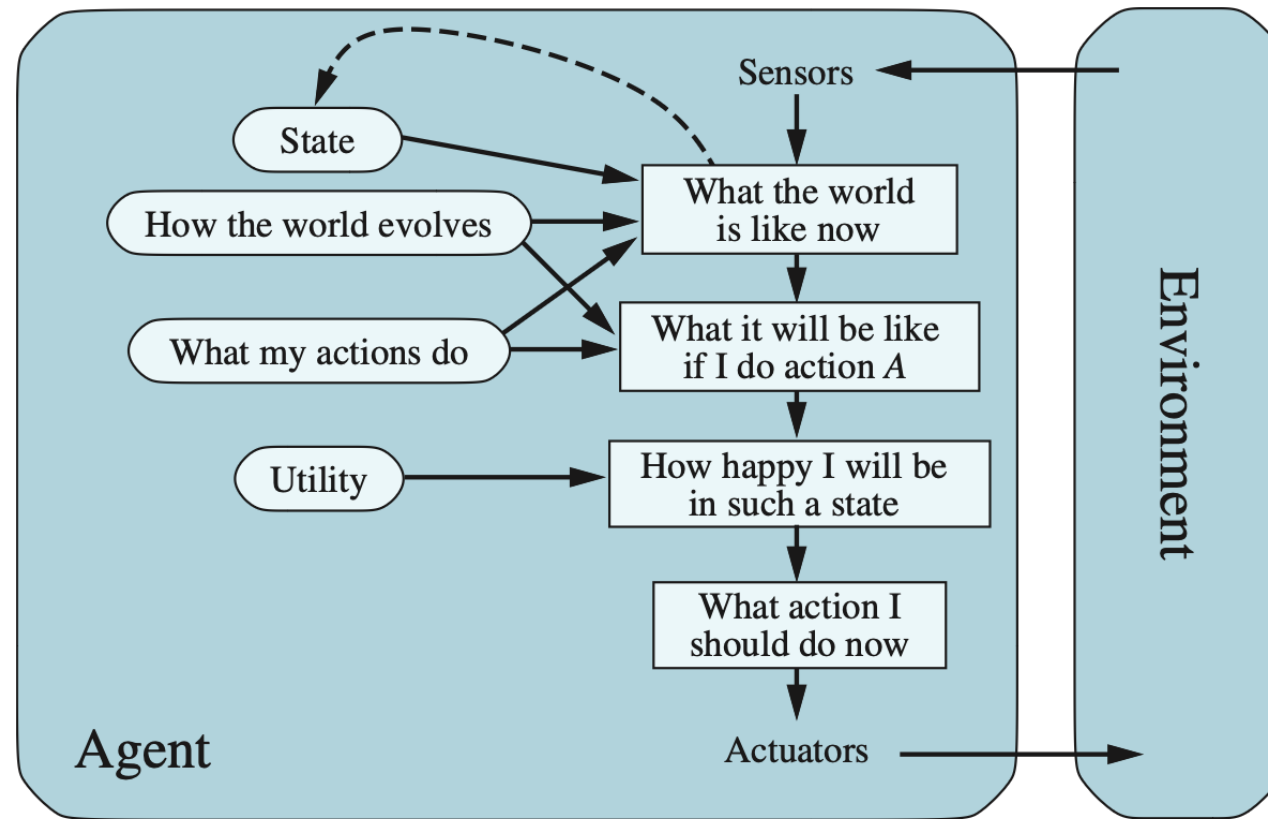 Sensors
State
What the world
is like now
How the world evolves
What it will be like
if I do action A
What my actions do
How happy I will be
in such a state
Utility
What action I
should do now
Actuators
Agent
Environment